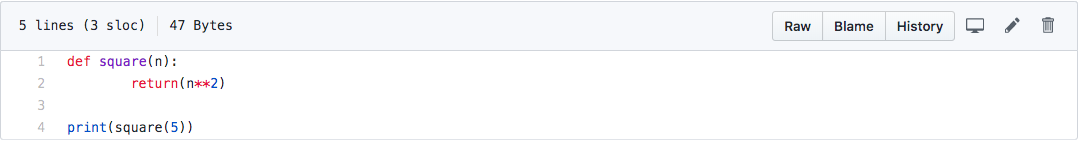 5 lines (3 sloc) 47 Bytes Raw Blame History
1 def square(n):
2         return(n**2)
3
4 print(square(5))